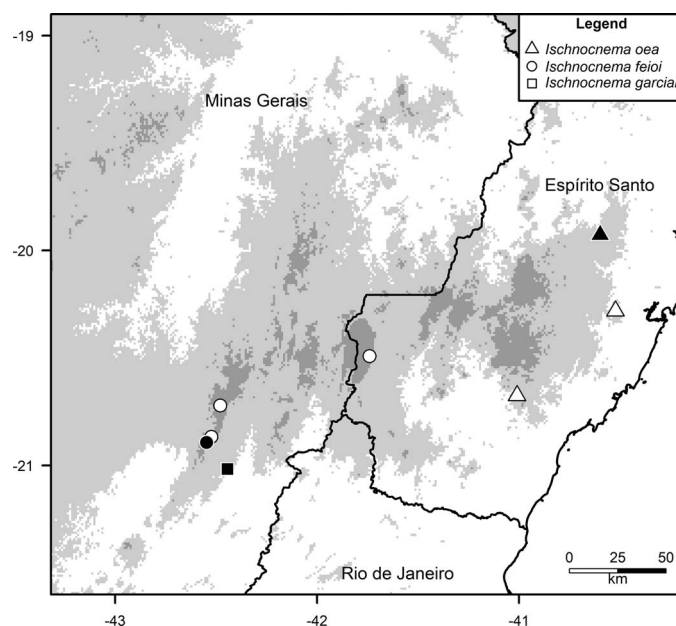 Legend
Ischnocnema oea
Ischnocnema feioi
Ischnocnema garciai
Minas Gerais
Espírito Santo
Rio de Janeiro
-19
-20
-21
0 25 50
km
-43
-42
-41